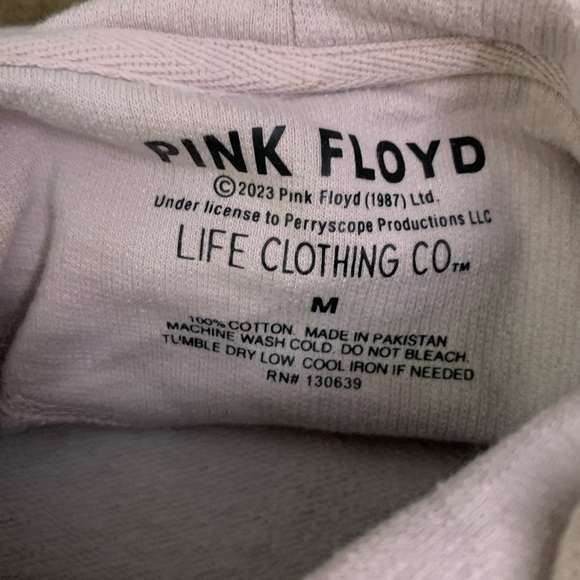 PINK FLOYD
©2023 Pink Floyd (1987) Ltd.
Under license to Perryscope Productions LLC
LIFE CLOTHING CO.™
M
100% COTTON. MADE IN PAKISTAN
MACHINE WASH COLD. DO NOT BLEACH.
TUMBLE DRY LOW COOL IRON IF NEEDED
RN# 130639